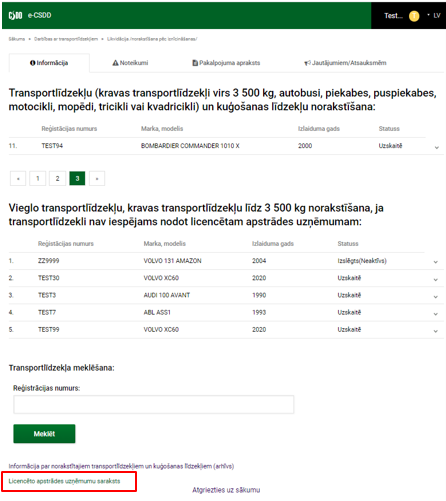 CSDD e-CSDD Test... LV
Sākums » Darbības ar transportlīdzekļiem » Likvidācija /norakstīšana pēc izslēgšanas/
Informācija Noteikumi Pakalpojuma apraksts Jautājumiem/Atsauksmēm
Transportlīdzekļu (kravas transportlīdzekļi virs 3 500 kg, autobusi, piekabes, puspiekabes,
motocikli, mopēdi, tricikli vai kvadricikli) un kuģošanas līdzekļu norakstīšana:
Reģistācijas numurs Marka, modelis Izlaiduma gads Statuss
11. TEST94 BOMBARDIER COMMANDER 1010 X 2000 Uzskaitē
« 1 2 3 »
Vieglo transportlīdzekļu, kravas transportlīdzekļu līdz 3 500 kg norakstīšana, ja
transportlīdzekli nav iespējams nodot licencētam apstrādes uzņēmumam:
Reģistācijas numurs Marka, modelis Izlaiduma gads Statuss
1. ZZ9999 VOLVO 131 AMAZON 2004 Izslēgts(Neaktīvs)
2. TEST30 VOLVO XC60 2020 Uzskaitē
3. TEST3 AUDI 100 AVANT 1990 Uzskaitē
4. TEST7 ABL ASS1 1993 Uzskaitē
5. TEST99 VOLVO XC60 2020 Uzskaitē
Transportlīdzekļa meklēšana:
Reģistrācijas numurs:
Meklēt
Informācija par norakstītajiem transportlīdzekļiem un kuģošanas līdzekļiem (arhīvs)
Licencēto apstrādes uzņēmumu saraksts
Atgriezties uz sākumu